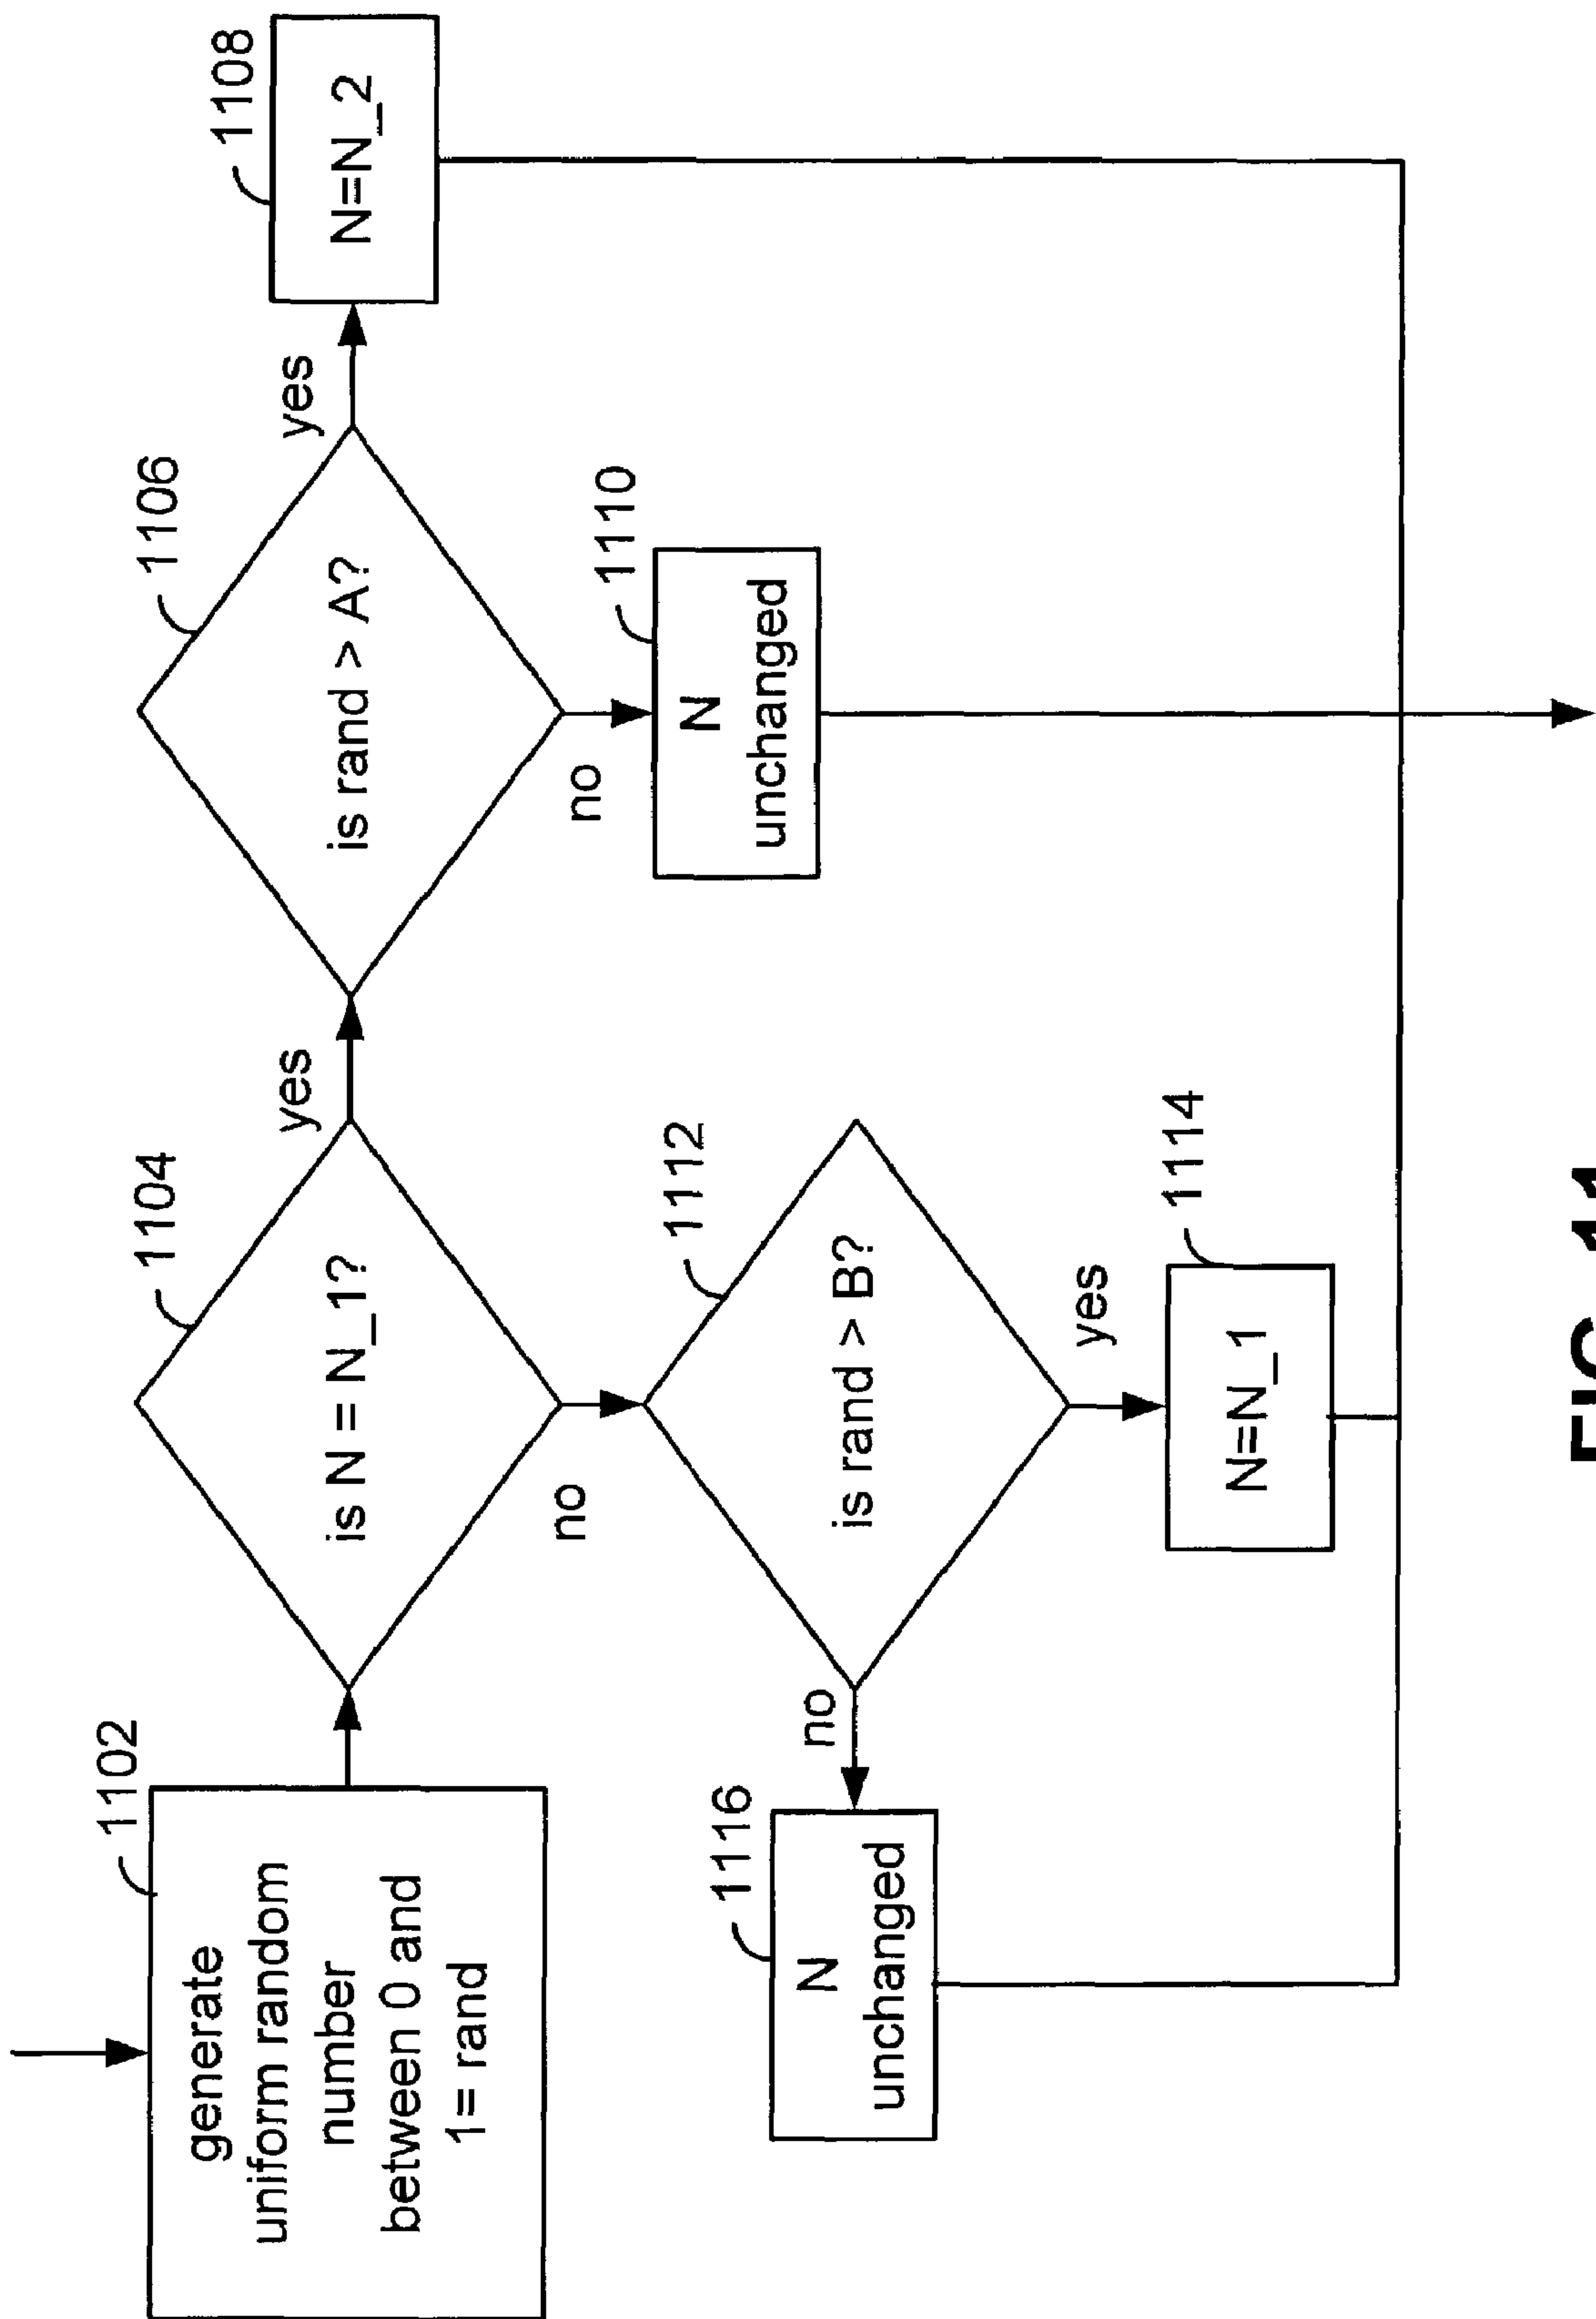 1102
generate
uniform random
number
between 0 and
1= rand
1104
is N = N_1?
yes
no
1106
is rand > A?
yes
no
1108
N=N_2
1110
N
unchanged
1112
is rand > B?
no
yes
1116
N
unchanged
1114
N=N_1